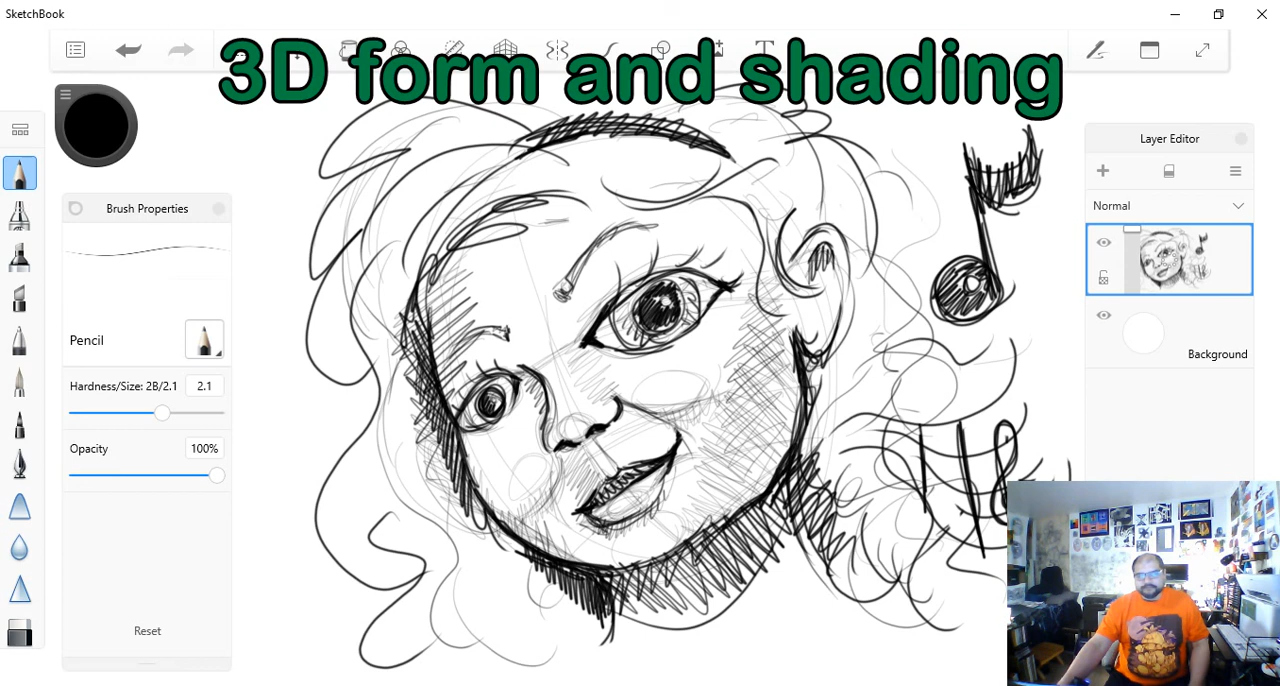 SketchBook
3D form and shading
Layer Editor
Brush Properties
Normal
Pencil
Background
Hardness/Size: 2B/2.1 2.1
Opacity 100%
Reset